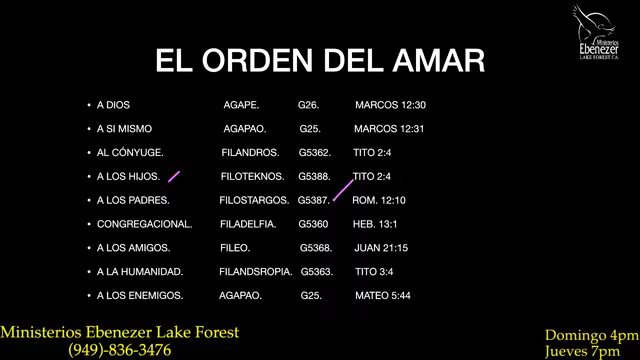 Ministerios
Ebenezer
LAKE FOREST CA.
EL ORDEN DEL AMAR
• A DIOS AGAPE. G26. MARCOS 12:30
• A SI MISMO AGAPAO. G25. MARCOS 12:31
• AL CÓNYUGE. FILANDROS. G5362. TITO 2:4
• A LOS HIJOS. FILOTEKNOS. G5388. TITO 2:4
• A LOS PADRES. FILOSTARGOS. G5387. ROM. 12:10
• CONGREGACIONAL. FILADELFIA. G5360 HEB. 13:1
• A LOS AMIGOS. FILEO. G5368. JUAN 21:15
• A LA HUMANIDAD. FILANDSROPIA. G5363. TITO 3:4
• A LOS ENEMIGOS. AGAPAO. G25. MATEO 5:44
Ministerios Ebenezer Lake Forest
(949)-836-3476
Domingo 4pm
Jueves 7pm